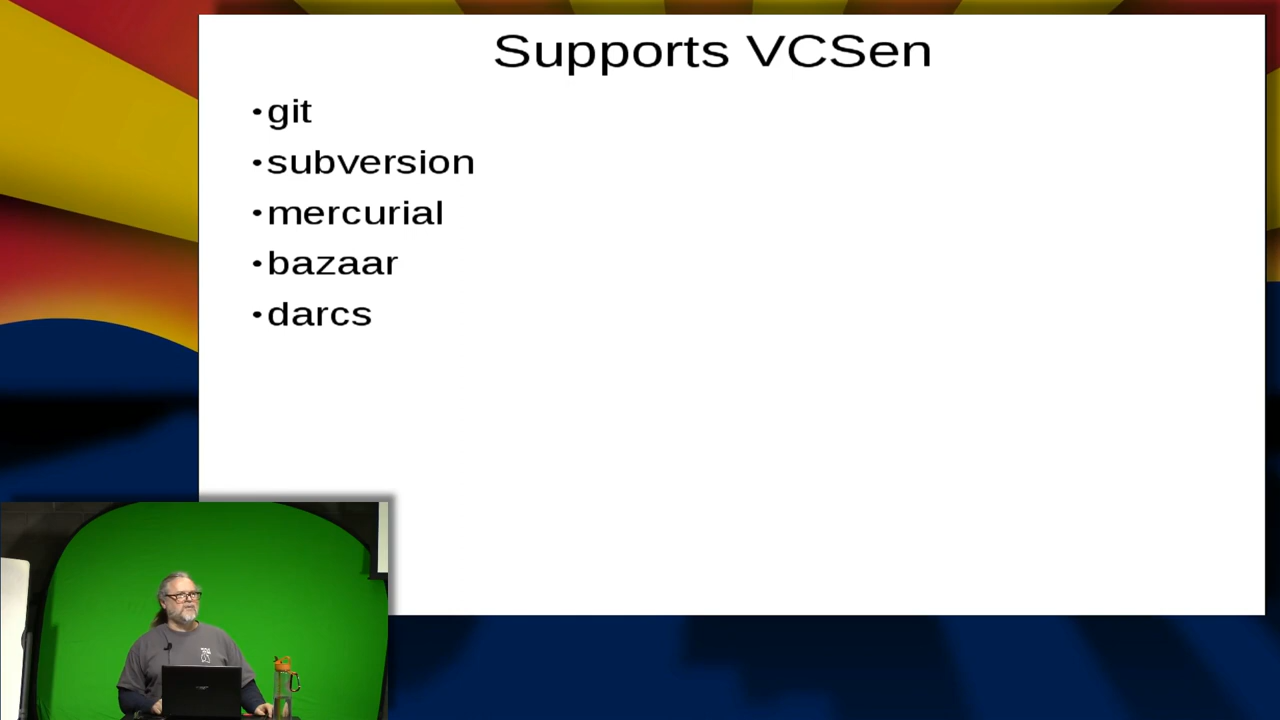 Supports VCSen
•git
•subversion
•mercurial
•bazaar
•darcs